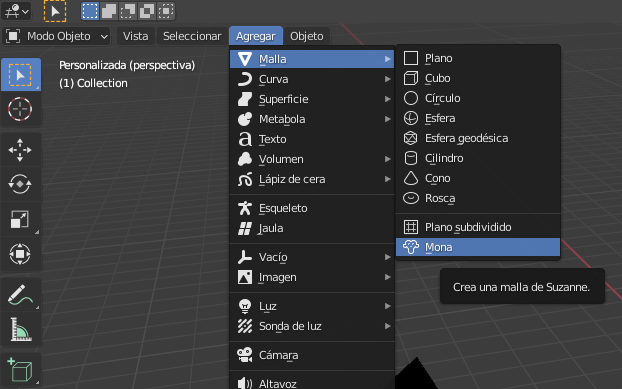 Modo Objeto
Vista
Seleccionar
Agregar
Objeto
Personalizada (perspectiva)
(1) Collection
Malla
Curva
Superficie
Metabola
Texto
Volumen
Lápiz de cera
Esqueleto
Jaula
Vacío
Imagen
Luz
Sonda de luz
Cámara
Altavoz
Plano
Cubo
Círculo
Esfera
Esfera geodésica
Cilindro
Cono
Rosca
Plano subdividido
Mona
Crea una malla de Suzanne.